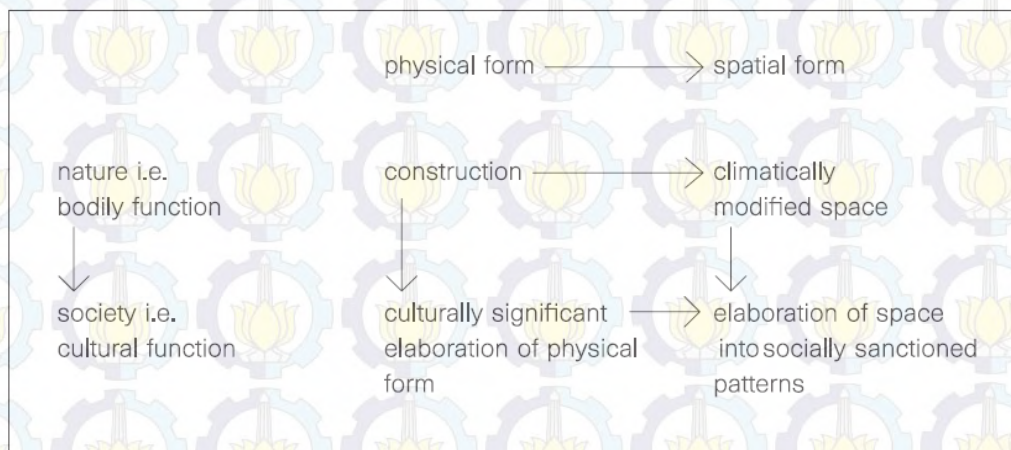 physical form
spatial form
nature i.e.
bodily function
construction
climatically
modified space
society i.e.
cultural function
culturally significant
elaboration of physical
form
elaboration of space
into socially sanctioned
patterns